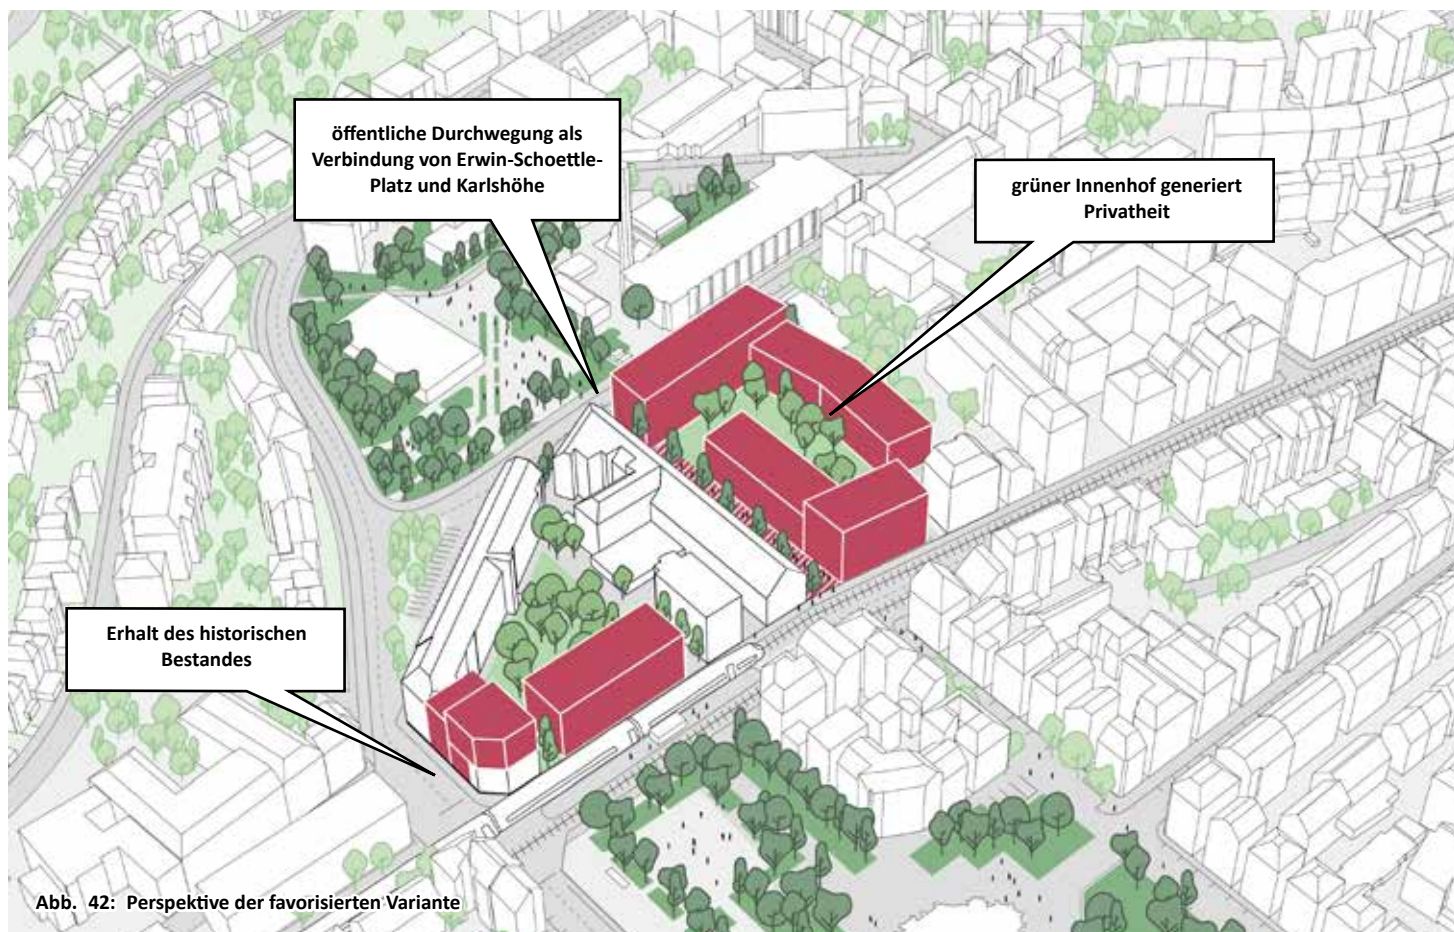 öffentliche Durchwegung als
Verbindung von Erwin-Schoettle-
Platz und Karlshöhe
grüner Innenhof generiert
Privatheit
Erhalt des historischen
Bestandes
Abb. 42: Perspektive der favorisierten Variante